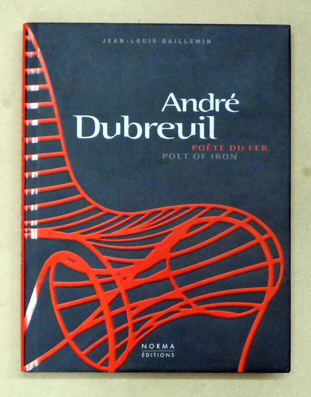 JEAN-LOUIS GAILLEMIN
André
Dubreuil
POÈTE DU FER
POET OF IRON
NORMA
ÉDITIONS